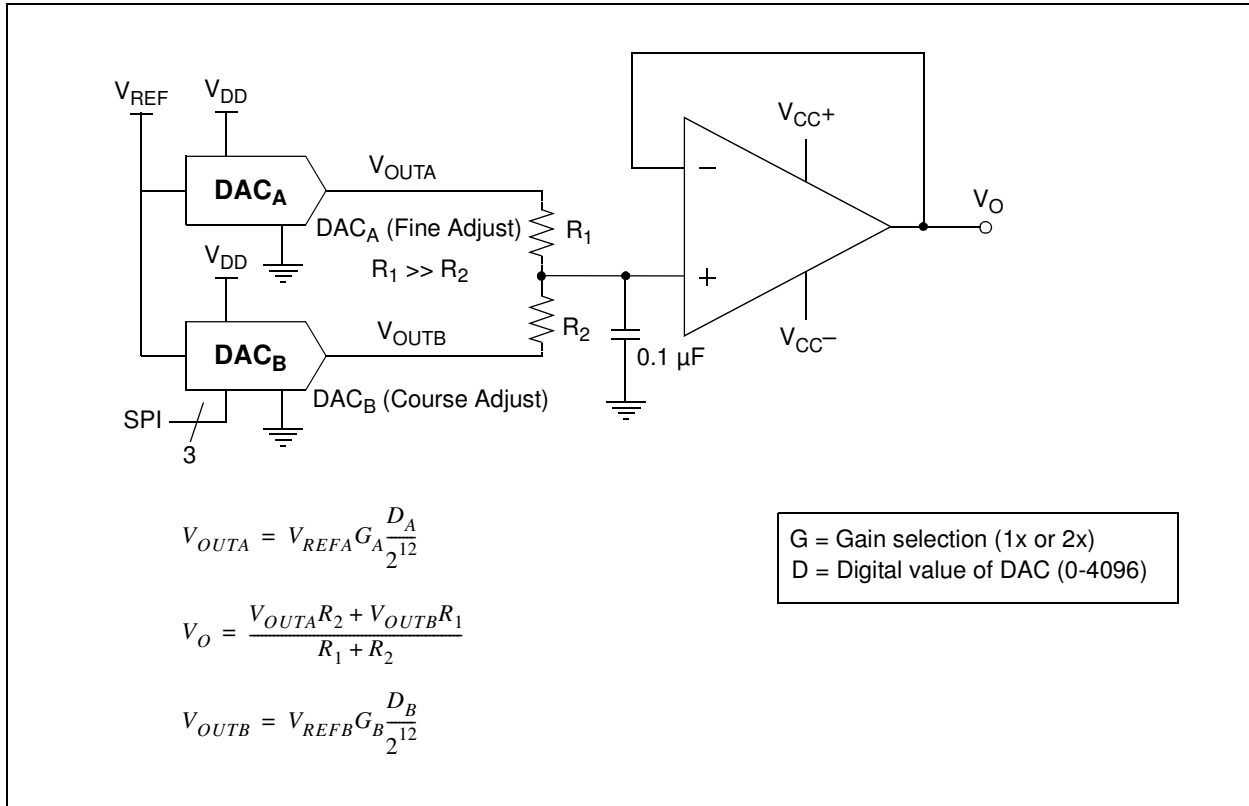 V_REF
V_DD
DAC_A
V_OUTA
DAC_A (Fine Adjust)
R_1
R_1 >> R_2
V_DD
DAC_B
V_OUTB
R_2
DAC_B (Course Adjust)
SPI
3
0.1 µF
−
+
V_CC+
V_CC−
V_O
V_OUTA = V_REFA G_A D_A/2^12
V_O = (V_OUTA R_2 + V_OUTB R_1)/(R_1 + R_2)
V_OUTB = V_REFB G_B D_B/2^12
G = Gain selection (1x or 2x)
D = Digital value of DAC (0-4096)